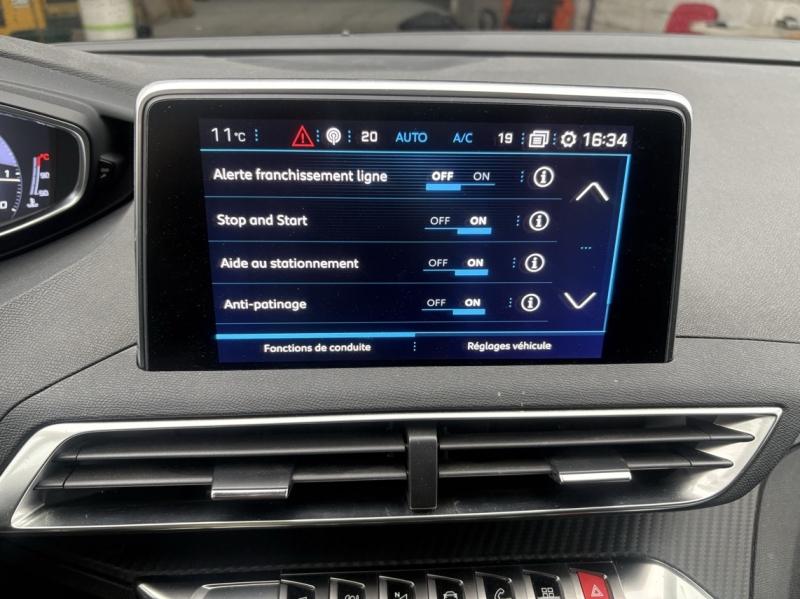 11°C 20 AUTO A/C 19 16:34
Alerte franchissement ligne OFF ON
Stop and Start OFF ON
Aide au stationnement OFF ON
Anti-patinage OFF ON
Fonctions de conduite Réglages véhicule